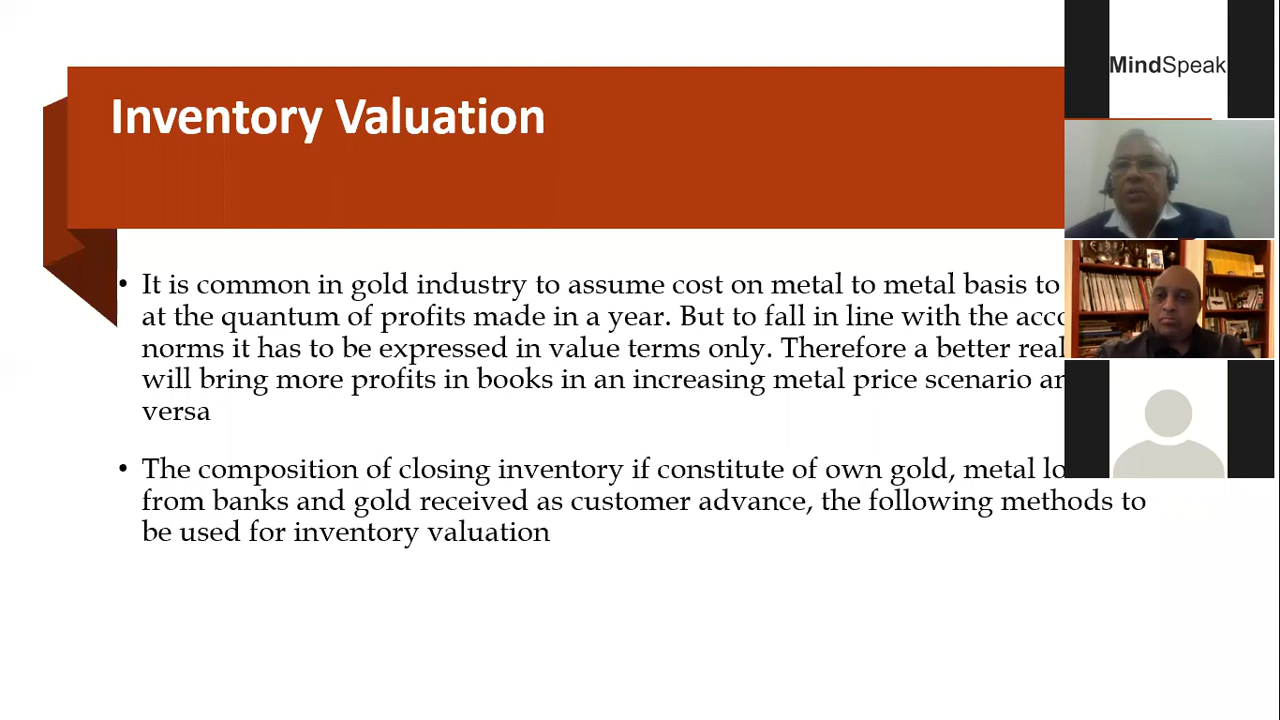 Inventory Valuation
MindSpeak
• It is common in gold industry to assume cost on metal to metal basis to
at the quantum of profits made in a year. But to fall in line with the
norms it has to be expressed in value terms only. Therefore a better
will bring more profits in books in an increasing metal price scenario
versa
• The composition of closing inventory if constitute of own gold, metal
from banks and gold received as customer advance, the following methods to
be used for inventory valuation